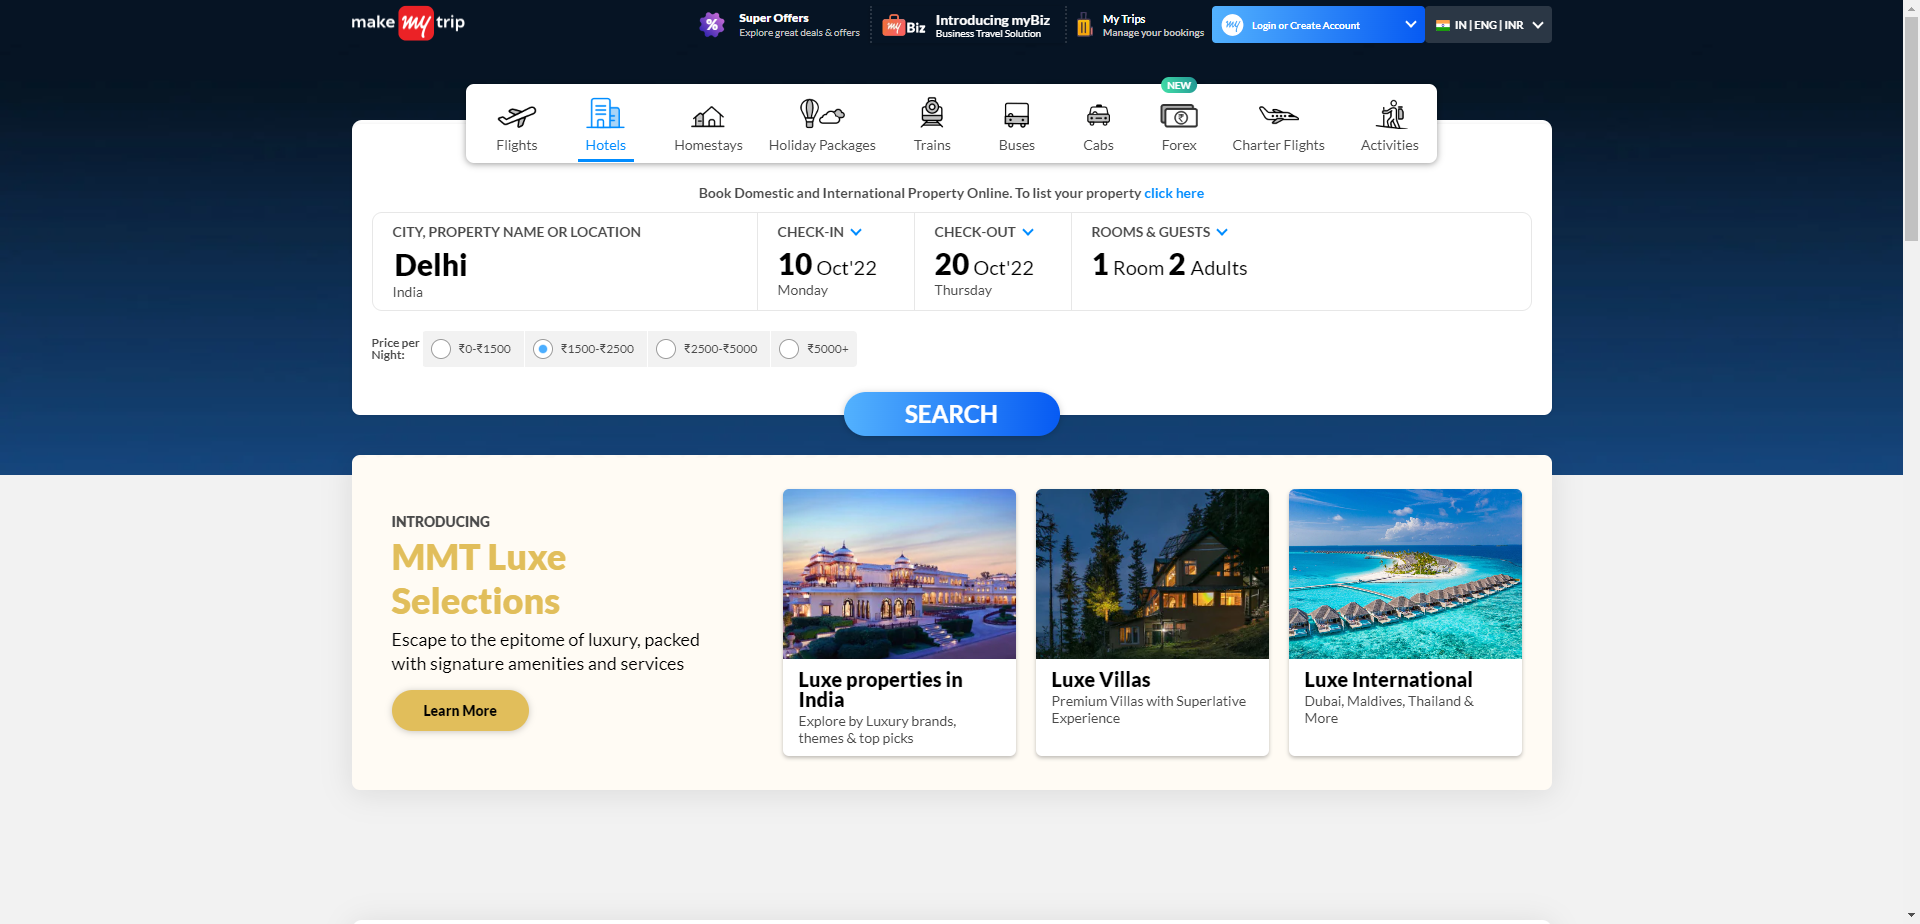 make my trip
%
Super Offers
Explore great deals & offers
my Biz
Introducing myBiz
Business Travel Solution
My Trips
Manage your bookings
my Login or Create Account
IN | ENG | INR
NEW
Flights
Hotels
Homestays
Holiday Packages
Trains
Buses
Cabs
Forex
Charter Flights
Activities
Book Domestic and International Property Online. To list your property click here
CITY, PROPERTY NAME OR LOCATION
Delhi
India
CHECK-IN
10 Oct'22
Monday
CHECK-OUT
20 Oct'22
Thursday
ROOMS & GUESTS
1 Room 2 Adults
Price per
Night:
₹0-₹1500
₹1500-₹2500
₹2500-₹5000
₹5000+
SEARCH
INTRODUCING
MMT Luxe
Selections
Escape to the epitome of luxury, packed
with signature amenities and services
Learn More
Luxe properties in
India
Explore by Luxury brands,
themes & top picks
Luxe Villas
Premium Villas with Superlative
Experience
Luxe International
Dubai, Maldives, Thailand &
More